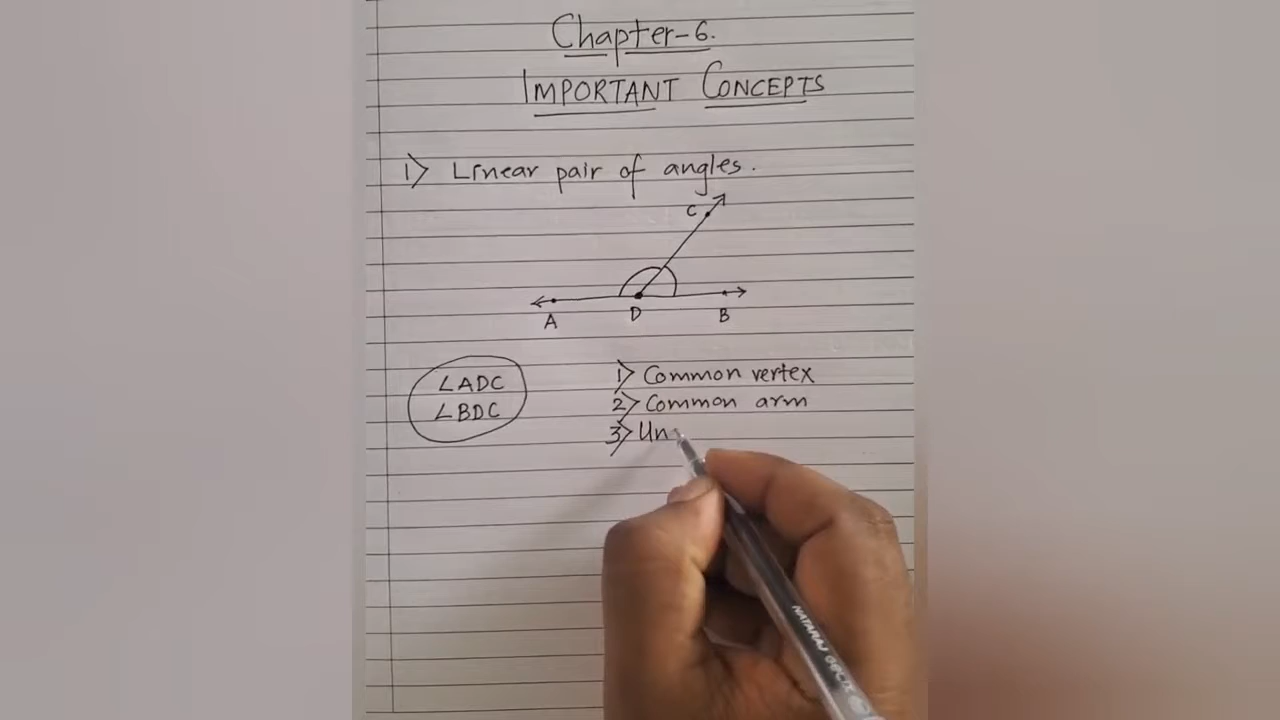 Chapter-6.
IMPORTANT CONCEPTS
1) Linear pair of angles.
C
A D B
∠ADC
∠BDC
1) Common vertex
2) Common arm
3) Un
NATARAJ